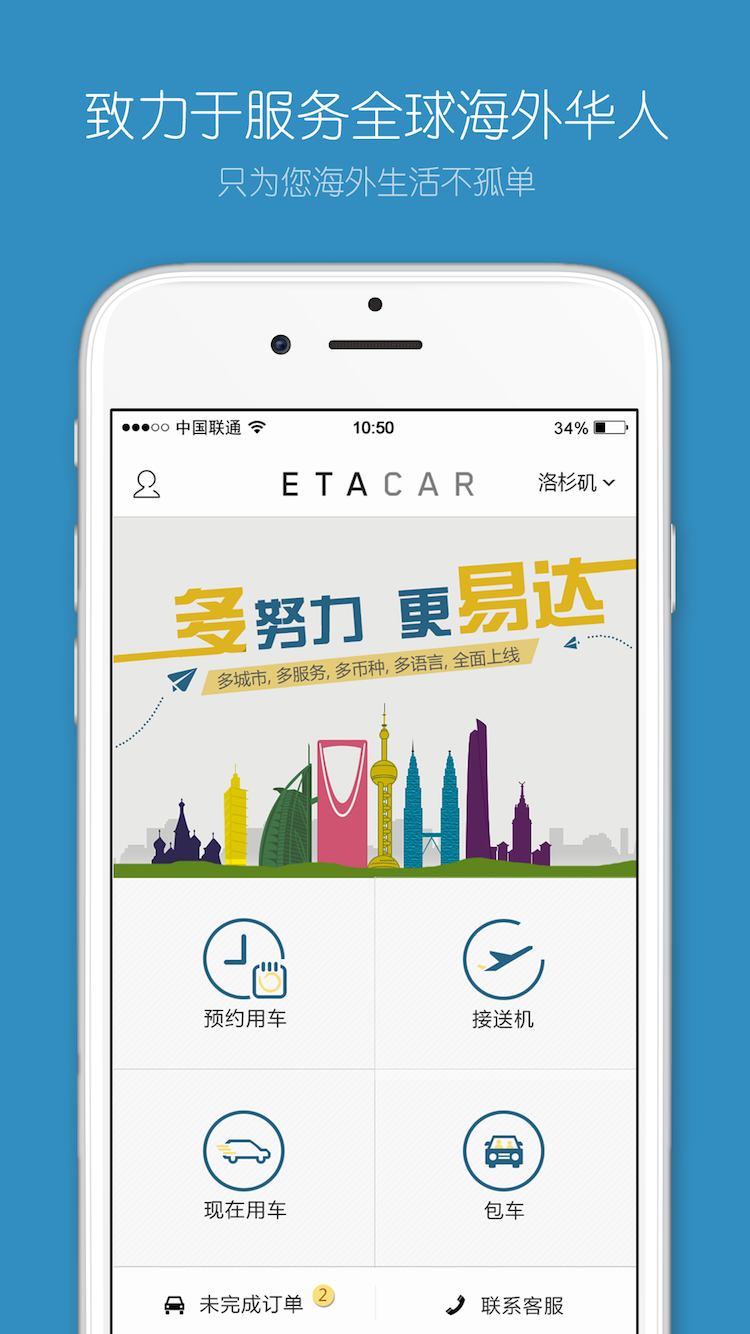 致力于服务全球海外华人
只为您海外生活不孤单
中国联通 10:50 34%
ETACAR 洛杉矶
多努力 更易达
多城市, 多服务, 多币种, 多语言, 全面上线
预约用车 接送机
现在用车 包车
未完成订单 2 联系客服